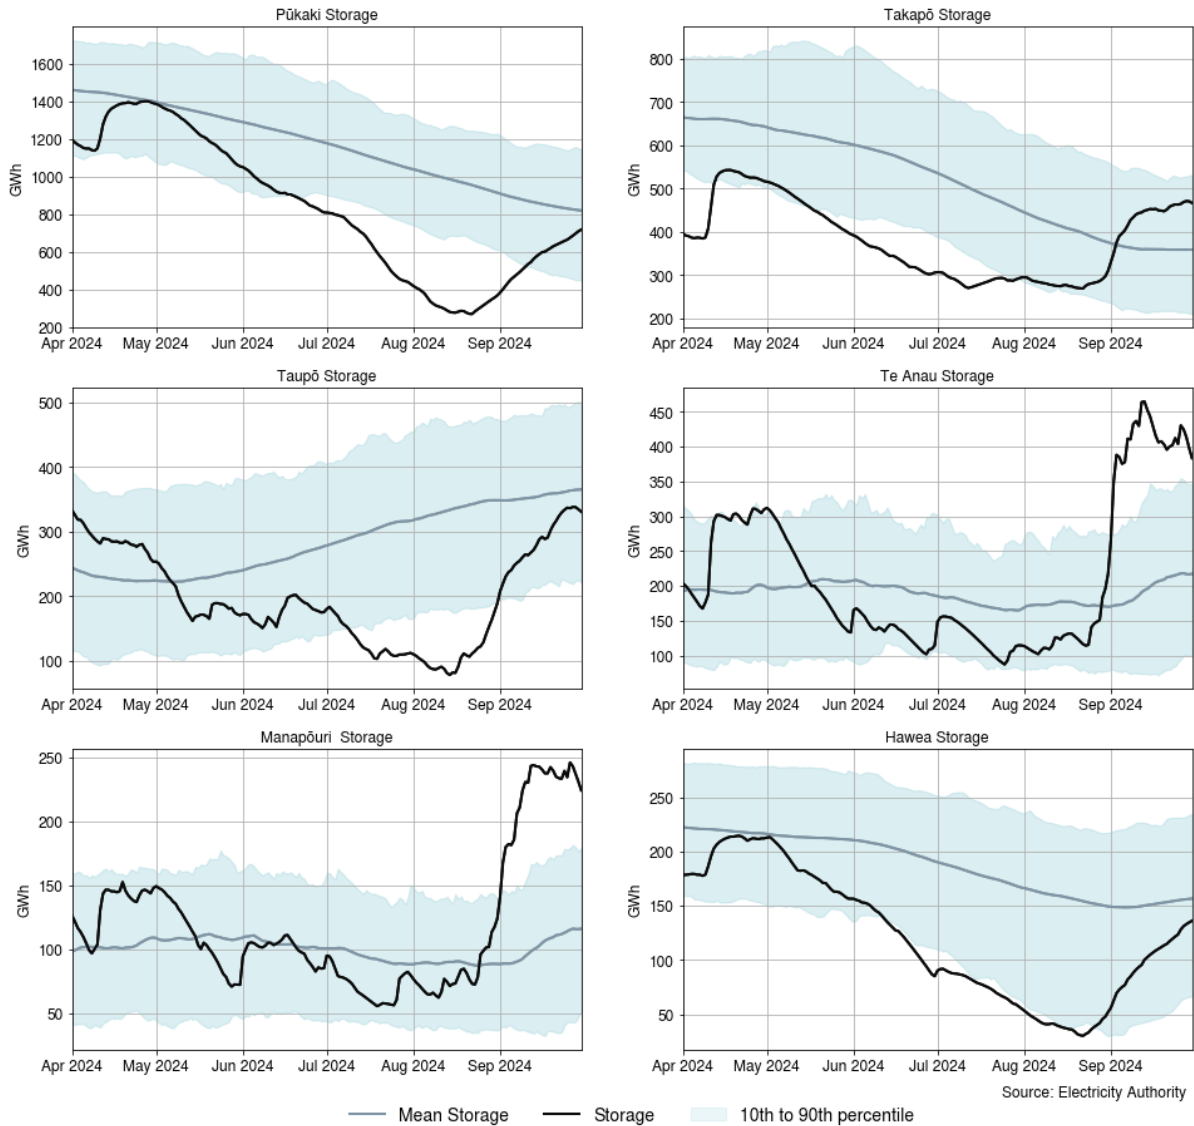 Pūkaki Storage
GWh
1600
1400
1200
1000
800
600
400
200
Apr 2024 May 2024 Jun 2024 Jul 2024 Aug 2024 Sep 2024
Takapō Storage
GWh
800
700
600
500
400
300
200
Apr 2024 May 2024 Jun 2024 Jul 2024 Aug 2024 Sep 2024
Taupō Storage
GWh
500
400
300
200
100
Apr 2024 May 2024 Jun 2024 Jul 2024 Aug 2024 Sep 2024
Te Anau Storage
GWh
450
400
350
300
250
200
150
100
Apr 2024 May 2024 Jun 2024 Jul 2024 Aug 2024 Sep 2024
Manapōuri  Storage
GWh
250
200
150
100
50
Apr 2024 May 2024 Jun 2024 Jul 2024 Aug 2024 Sep 2024
Hawea Storage
GWh
250
200
150
100
50
Apr 2024 May 2024 Jun 2024 Jul 2024 Aug 2024 Sep 2024
Source: Electricity Authority
Mean Storage Storage 10th to 90th percentile